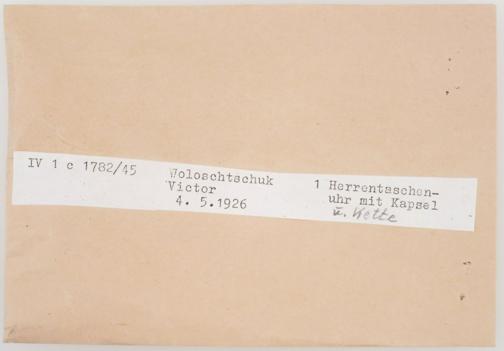 IV 1 c 1782/45
Woloschtschuk
Victor
4. 5.1926
1 Herrentaschen-
uhr mit Kapsel
u. Kette